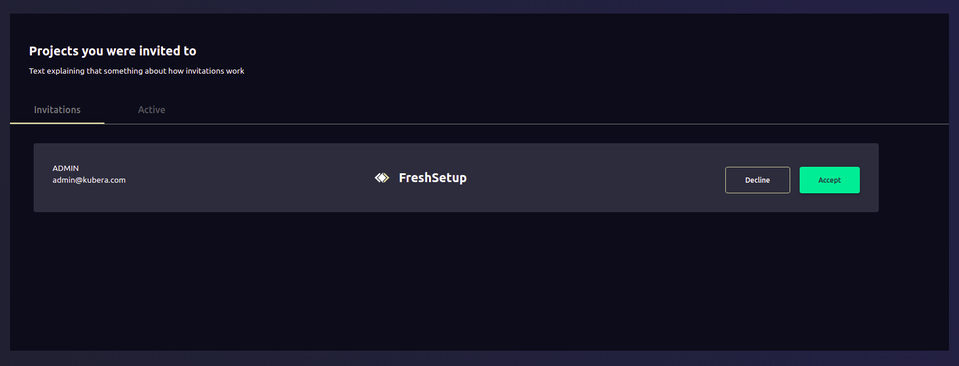 Projects you were invited to
Text explaining that something about how invitations work
Invitations
Active
ADMIN
admin@kubera.com
FreshSetup
Decline
Accept